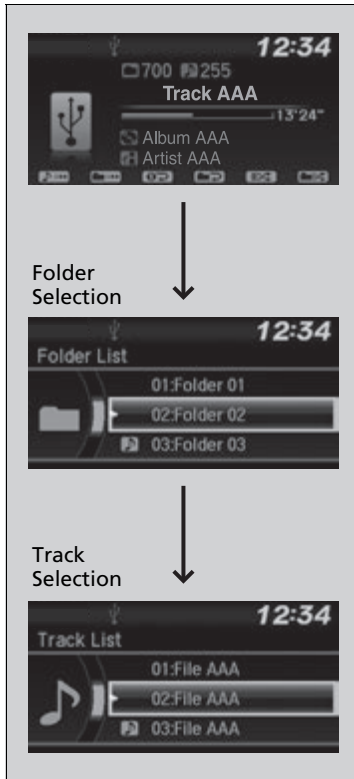 12:34
700 255
Track AAA
13'24"
Album AAA
Artist AAA
Folder
Selection
12:34
Folder List
01:Folder 01
02:Folder 02
03:Folder 03
Track
Selection
12:34
Track List
01:File AAA
02:File AAA
03:File AAA